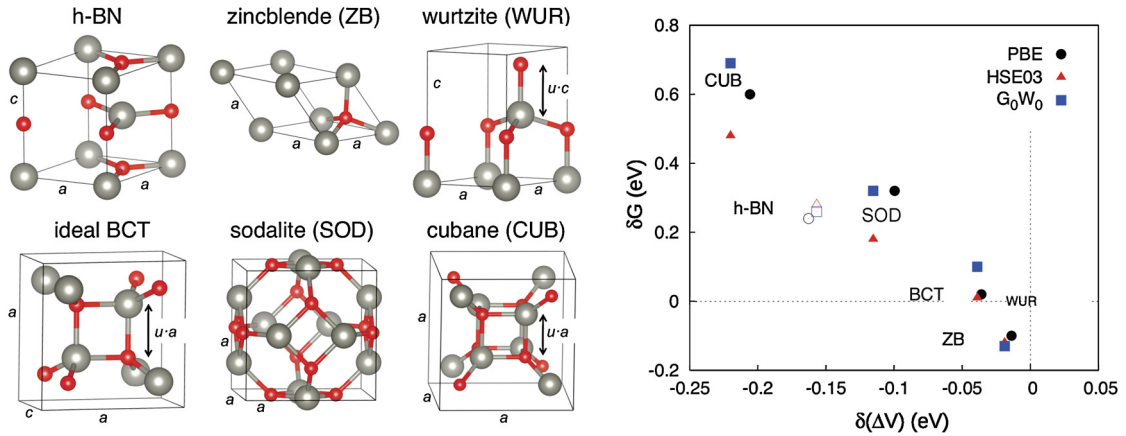 h-BN
zincblende (ZB)
wurtzite (WUR)
c
a
a
a
a
a
c
u·c
a
a
ideal BCT
sodalite (SOD)
cubane (CUB)
a
u·a
c
a
a
a
a
a
u·a
a
δG (eV)
0.8
0.6
0.4
0.2
0
-0.2
-0.25
-0.2
-0.15
-0.1
-0.05
0
0.05
δ(ΔV) (eV)
PBE
HSE03
G₀W₀
CUB
h-BN
SOD
BCT
WUR
ZB